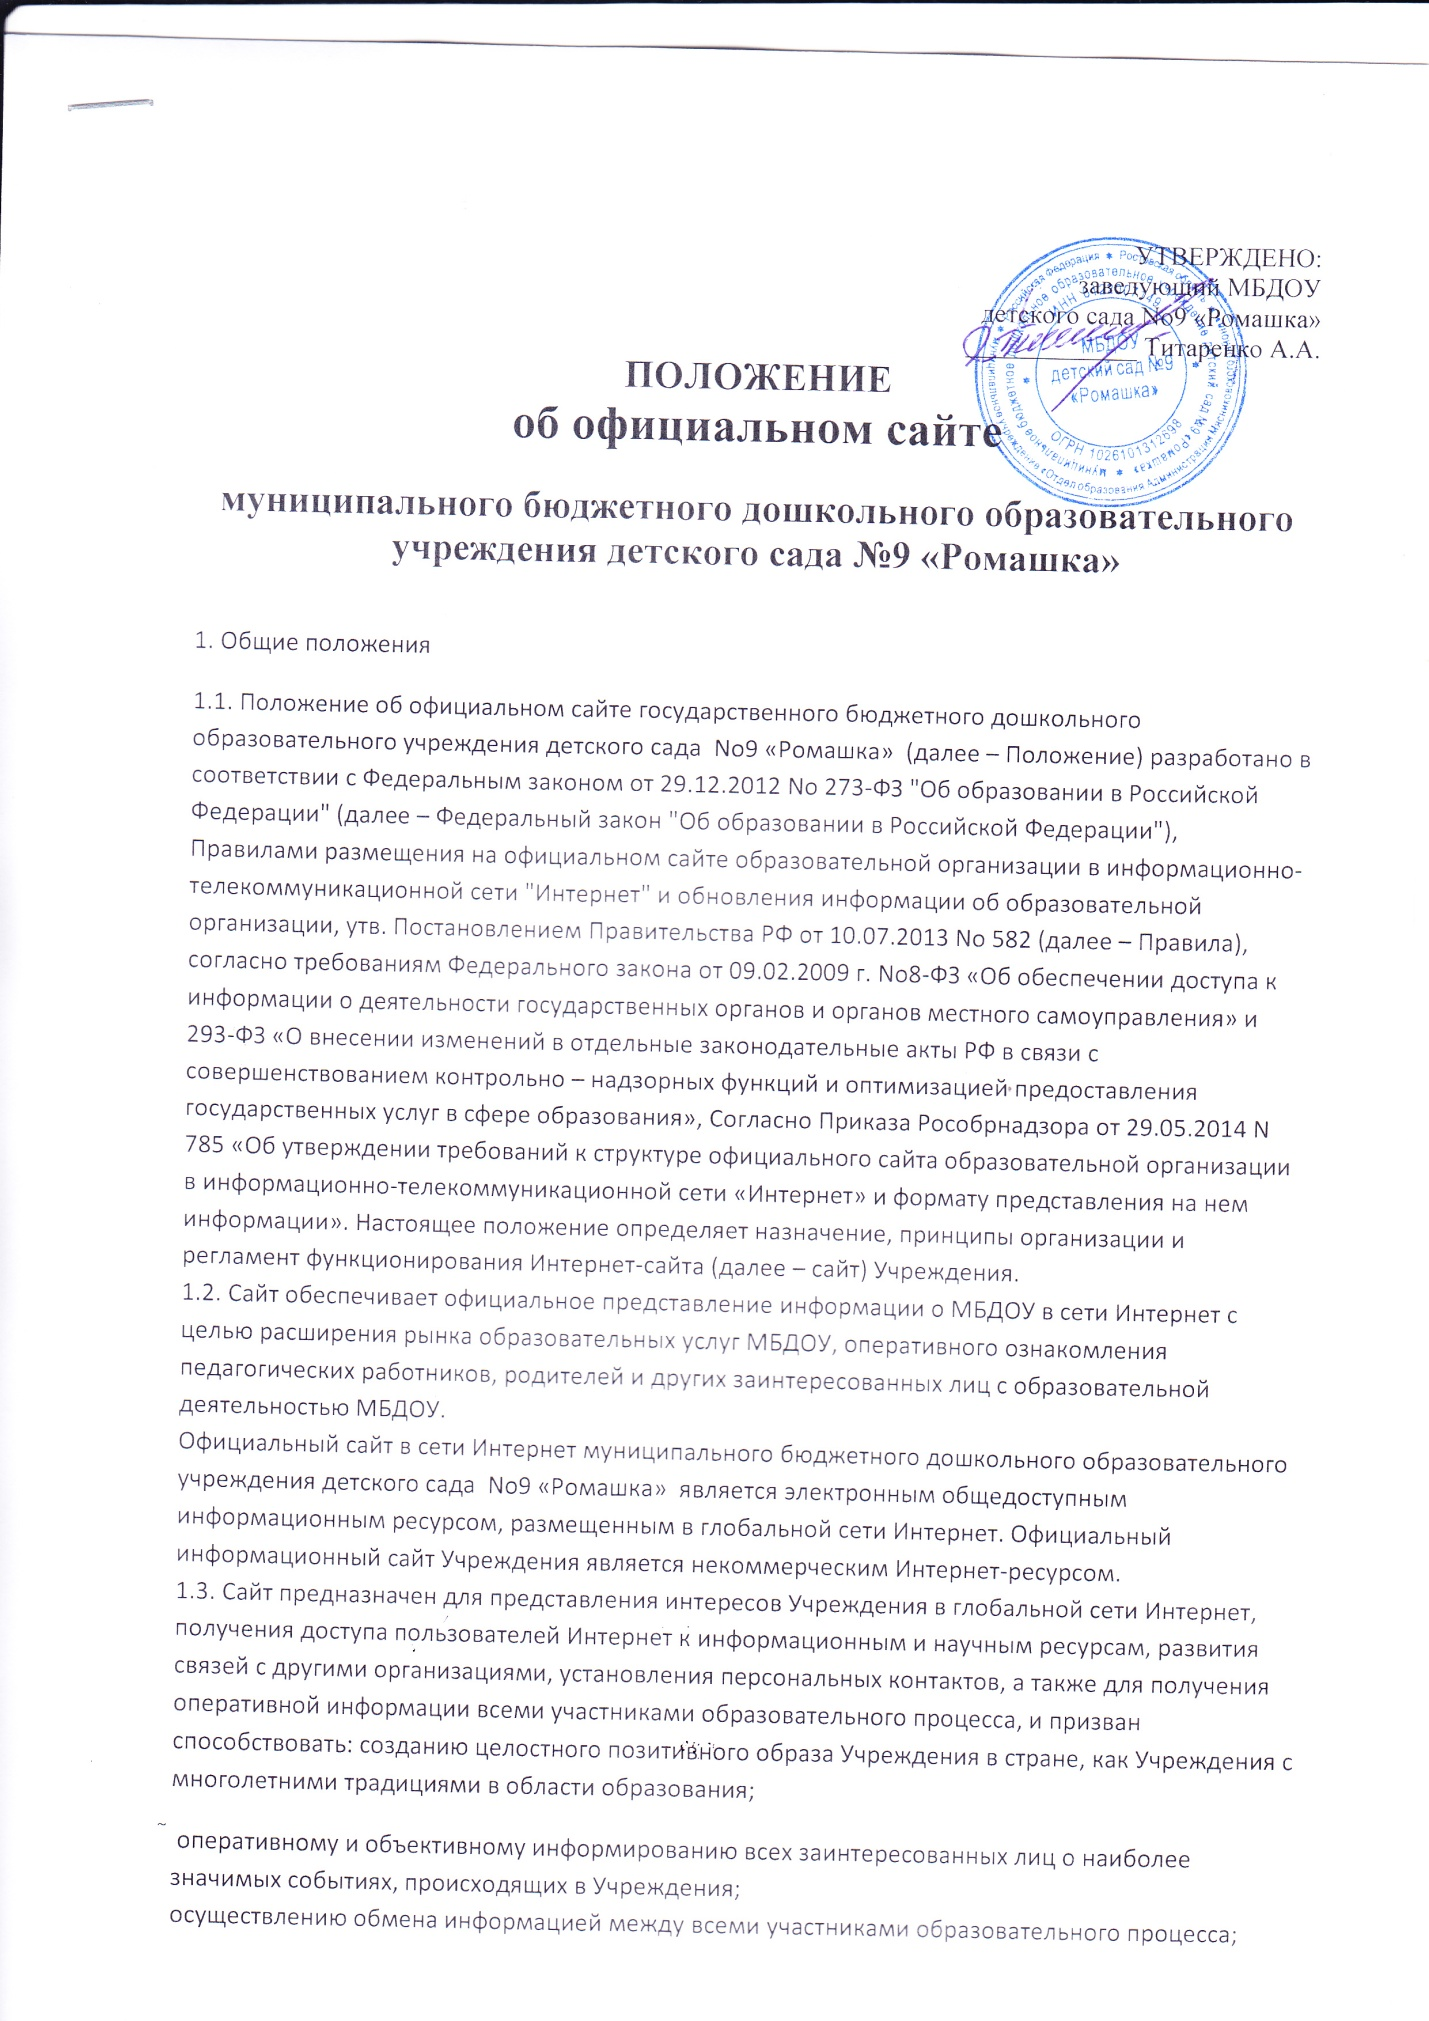 УТВЕРЖДЕНО:
заведующий МБДОУ
детского сада No9 «Ромашка»
____________ Титаренко А.А.
МБДОУ
детский сад №9
«Ромашка»
ОГРН 1026101312698
ПОЛОЖЕНИЕ
об официальном сайте
муниципального бюджетного дошкольного образовательного
учреждения детского сада №9 «Ромашка»
1. Общие положения
1.1. Положение об официальном сайте государственного бюджетного дошкольного
образовательного учреждения детского сада No9 «Ромашка» (далее – Положение) разработано в
соответствии с Федеральным законом от 29.12.2012 No 273-ФЗ "Об образовании в Российской
Федерации" (далее – Федеральный закон "Об образовании в Российской Федерации"),
Правилами размещения на официальном сайте образовательной организации в информационно-
телекоммуникационной сети "Интернет" и обновления информации об образовательной
организации, утв. Постановлением Правительства РФ от 10.07.2013 No 582 (далее – Правила),
согласно требованиям Федерального закона от 09.02.2009 г. No8-ФЗ «Об обеспечении доступа к
информации о деятельности государственных органов и органов местного самоуправления» и
293-ФЗ «О внесении изменений в отдельные законодательные акты РФ в связи с
совершенствованием контрольно – надзорных функций и оптимизацией предоставления
государственных услуг в сфере образования», Согласно Приказа Рособрнадзора от 29.05.2014 N
785 «Об утверждении требований к структуре официального сайта образовательной организации
в информационно-телекоммуникационной сети «Интернет» и формату представления на нем
информации». Настоящее положение определяет назначение, принципы организации и
регламент функционирования Интернет-сайта (далее – сайт) Учреждения.
1.2. Сайт обеспечивает официальное представление информации о МБДОУ в сети Интернет с
целью расширения рынка образовательных услуг МБДОУ, оперативного ознакомления
педагогических работников, родителей и других заинтересованных лиц с образовательной
деятельностью МБДОУ.
Официальный сайт в сети Интернет муниципального бюджетного дошкольного образовательного
учреждения детского сада No9 «Ромашка» является электронным общедоступным
информационным ресурсом, размещенным в глобальной сети Интернет. Официальный
информационный сайт Учреждения является некоммерческим Интернет-ресурсом.
1.3. Сайт предназначен для представления интересов Учреждения в глобальной сети Интернет,
получения доступа пользователей Интернет к информационным и научным ресурсам, развития
связей с другими организациями, установления персональных контактов, а также для получения
оперативной информации всеми участниками образовательного процесса, и призван
способствовать: созданию целостного позитивного образа Учреждения в стране, как Учреждения с
многолетними традициями в области образования;
оперативному и объективному информированию всех заинтересованных лиц о наиболее
значимых событиях, происходящих в Учреждения;
осуществлению обмена информацией между всеми участниками образовательного процесса;